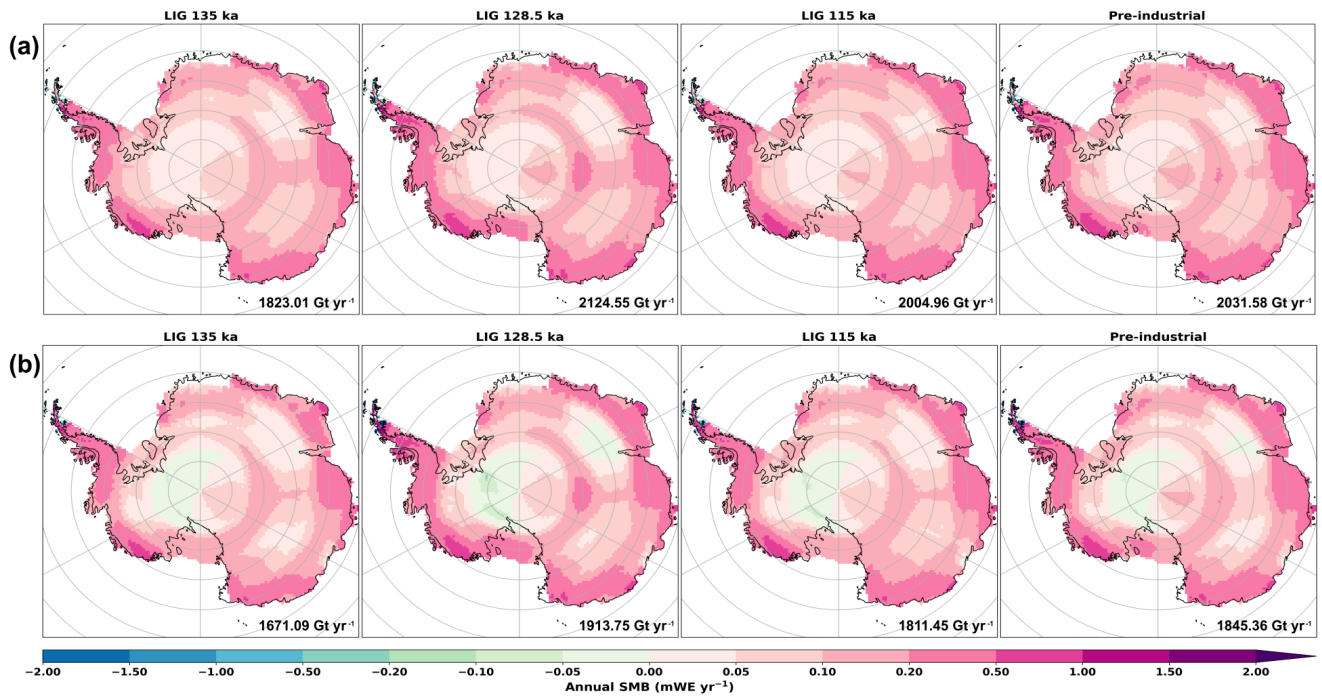 LIG 135 ka LIG 128.5 ka LIG 115 ka Pre-industrial
(a)
1823.01 Gt yr⁻¹ 2124.55 Gt yr⁻¹ 2004.96 Gt yr⁻¹ 2031.58 Gt yr⁻¹
LIG 135 ka LIG 128.5 ka LIG 115 ka Pre-industrial
(b)
1671.09 Gt yr⁻¹ 1913.75 Gt yr⁻¹ 1811.45 Gt yr⁻¹ 1845.36 Gt yr⁻¹
−2.00 −1.50 −1.00 −0.50 −0.20 −0.10 −0.05 0.00 0.05 0.10 0.20 0.50 1.00 1.50 2.00
Annual SMB (mWE yr⁻¹)